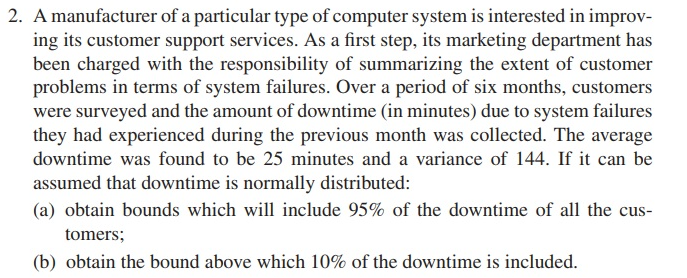 2. A manufacturer of a particular type of computer system is interested in improv-
ing its customer support services. As a first step, its marketing department has
been charged with the responsibility of summarizing the extent of customer
problems in terms of system failures. Over a period of six months, customers
were surveyed and the amount of downtime (in minutes) due to system failures
they had experienced during the previous month was collected. The average
downtime was found to be 25 minutes and a variance of 144. If it can be
assumed that downtime is normally distributed:
(a) obtain bounds which will include 95% of the downtime of all the cus-
tomers;
(b) obtain the bound above which 10% of the downtime is included.